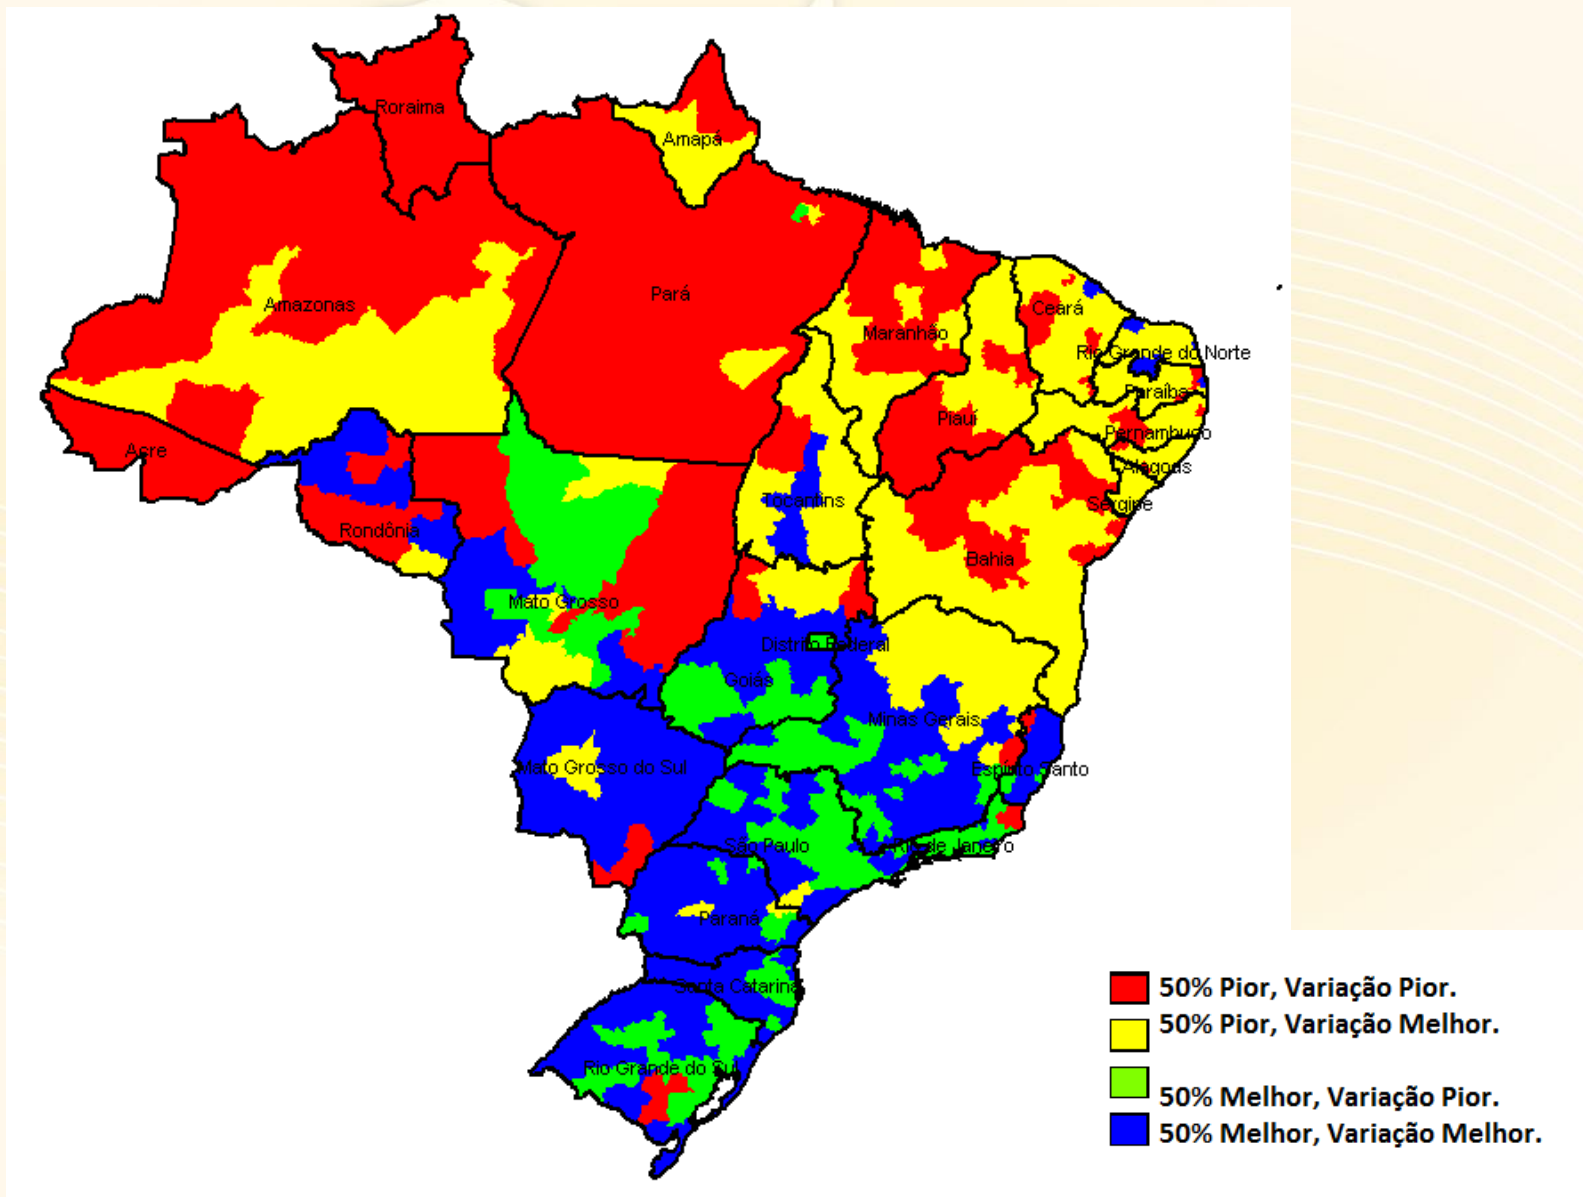 Roraima
Amapá
Amazonas
Pará
Maranhão
Ceará
Rio Grande do Norte
Paraíba
Piauí
Pernambuco
Acre
Alagoas
Tocantins
Sergipe
Rondônia
Bahia
Mato Grosso
Distrito Federal
Goiás
Minas Gerais
Mato Grosso do Sul
Espírito Santo
São Paulo
Rio de Janeiro
Paraná
Santa Catarina
Rio Grande do Sul
50% Pior, Variação Pior.
50% Pior, Variação Melhor.
50% Melhor, Variação Pior.
50% Melhor, Variação Melhor.